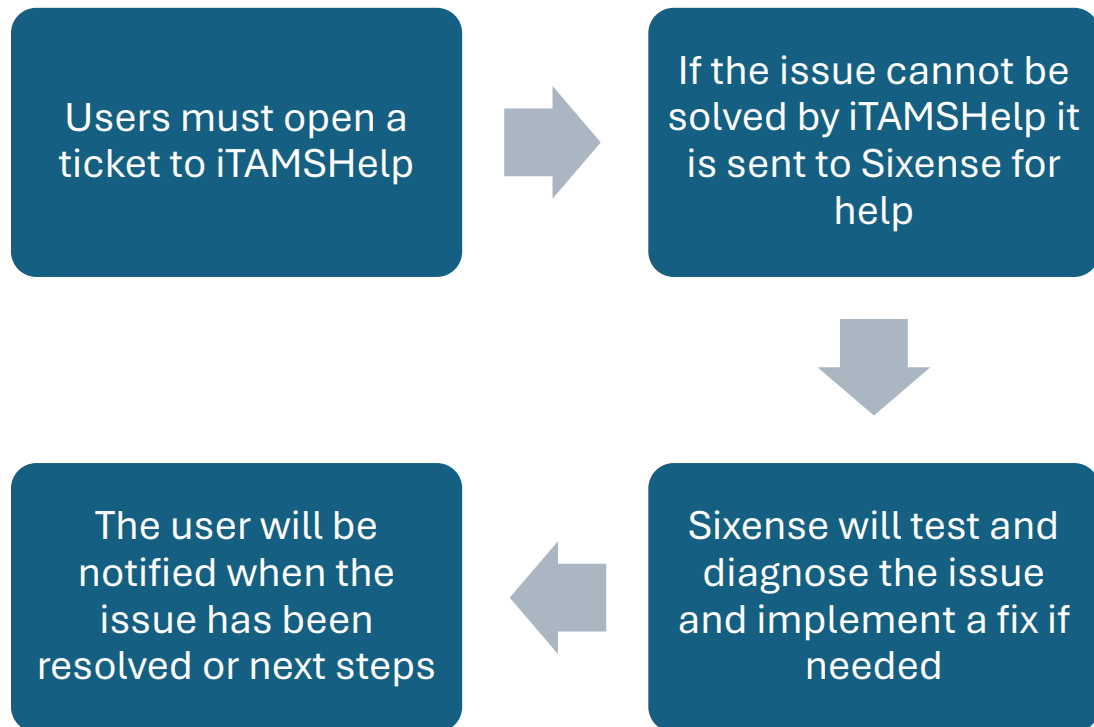 Users must open a
ticket to iTAMSHelp
If the issue cannot be
solved by iTAMSHelp it
is sent to Sixense for
help
Sixense will test and
diagnose the issue
and implement a fix if
needed
The user will be
notified when the
issue has been
resolved or next steps